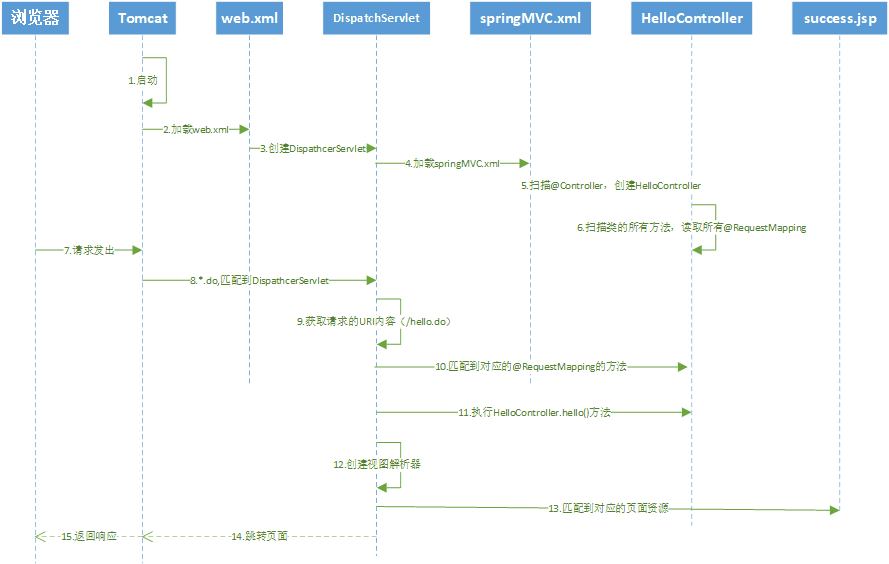 浏览器
Tomcat
web.xml
DispatchServlet
springMVC.xml
HelloController
success.jsp
1.启动
2.加载web.xml
3.创建DispathcerServlet
4.加载springMVC.xml
5.扫描@Controller，创建HelloController
6.扫描类的所有方法，读取所有@RequestMapping
7.请求发出
8.*.do,匹配到DispathcerServlet
9.获取请求的URI内容（/hello.do）
10.匹配到对应的@RequestMapping的方法
11.执行HelloController.hello()方法
12.创建视图解析器
13.匹配到对应的页面资源
14.跳转页面
15.返回响应